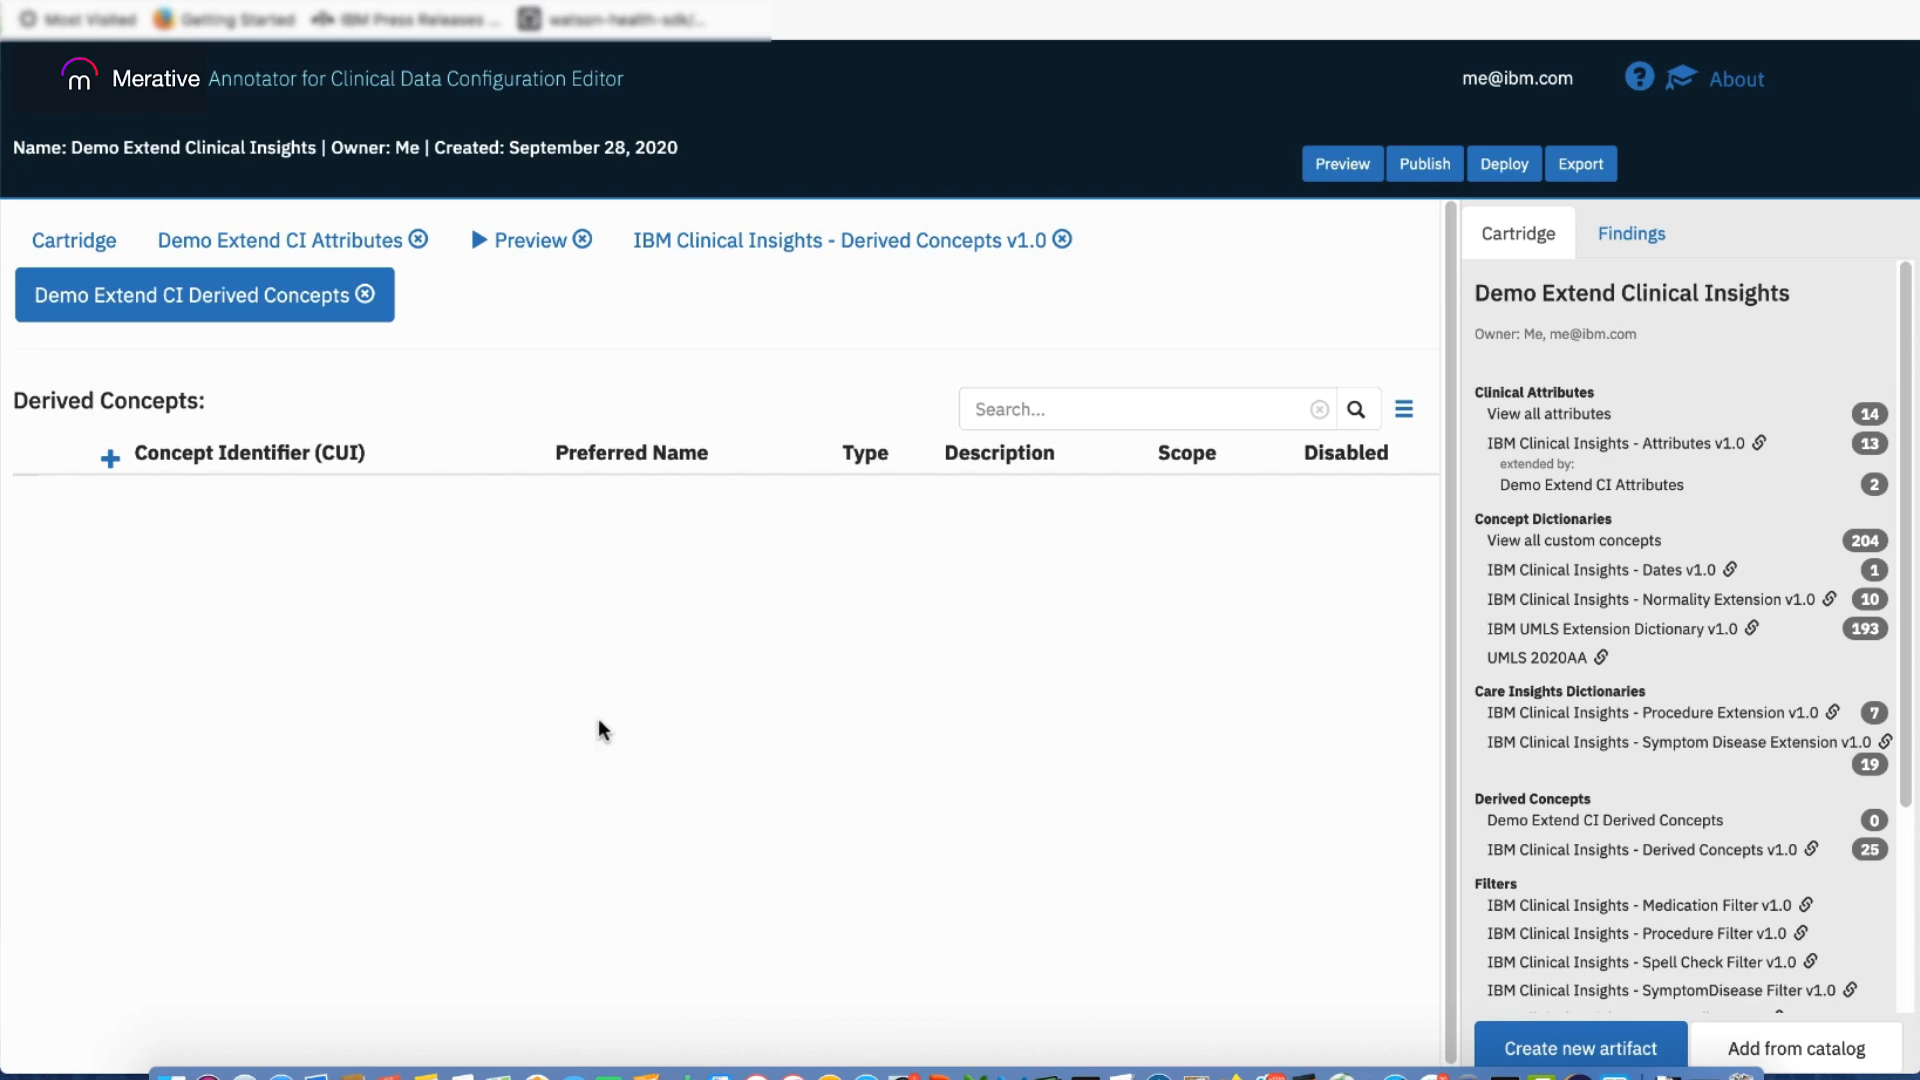 Most Visited Getting Started IBM Press Releases ... watson-health-sdk/...
Merative Annotator for Clinical Data Configuration Editor
me@ibm.com
About
Name: Demo Extend Clinical Insights | Owner: Me | Created: September 28, 2020
Preview Publish Deploy Export
Cartridge Demo Extend CI Attributes Preview IBM Clinical Insights - Derived Concepts v1.0
Demo Extend CI Derived Concepts
Derived Concepts:
Search...
+ Concept Identifier (CUI) Preferred Name Type Description Scope Disabled
Cartridge Findings
Demo Extend Clinical Insights
Owner: Me, me@ibm.com
Clinical Attributes
View all attributes 14
IBM Clinical Insights - Attributes v1.0 13
extended by:
Demo Extend CI Attributes 2
Concept Dictionaries
View all custom concepts 204
IBM Clinical Insights - Dates v1.0 1
IBM Clinical Insights - Normality Extension v1.0 10
IBM UMLS Extension Dictionary v1.0 193
UMLS 2020AA
Care Insights Dictionaries
IBM Clinical Insights - Procedure Extension v1.0 7
IBM Clinical Insights - Symptom Disease Extension v1.0
19
Derived Concepts
Demo Extend CI Derived Concepts 0
IBM Clinical Insights - Derived Concepts v1.0 25
Filters
IBM Clinical Insights - Medication Filter v1.0
IBM Clinical Insights - Procedure Filter v1.0
IBM Clinical Insights - Spell Check Filter v1.0
IBM Clinical Insights - SymptomDisease Filter v1.0
Create new artifact Add from catalog